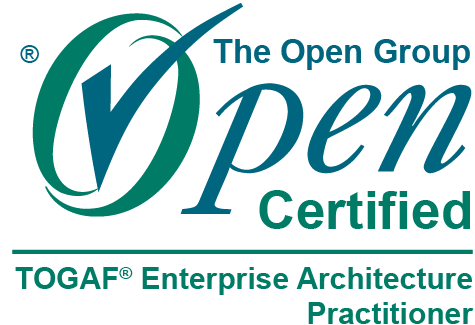 ® The Open Group
Open
Certified
TOGAF® Enterprise Architecture
Practitioner